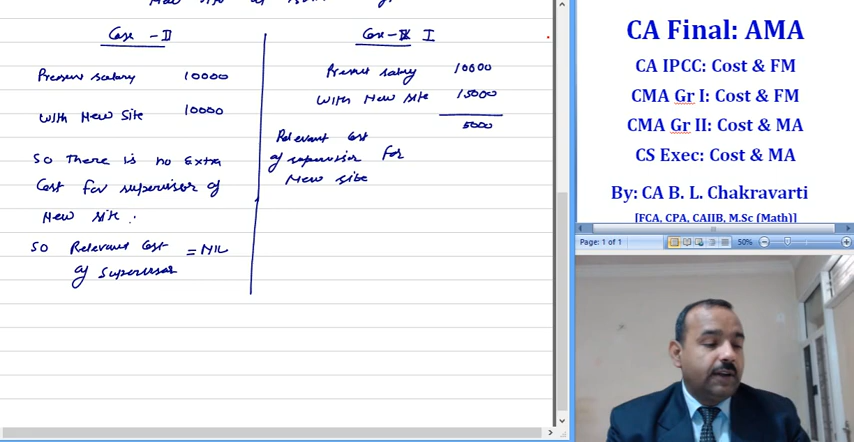 New site
Case - II
Present salary 10000
With New Site 10000
So There is no Extra
Cost for supervisor of
New site.
So Relevant Cost
of supervisor = NIL
Case - I
Present salary 10000
With New site 15000
5000
Relevant Cost
of supervisor for
New site
CA Final: AMA
CA IPCC: Cost & FM
CMA Gr I: Cost & FM
CMA Gr II: Cost & MA
CS Exec: Cost & MA
By: CA B. L. Chakravarti
[FCA, CPA, CAIIB, M.Sc (Math)]
Page: 1 of 1 50%